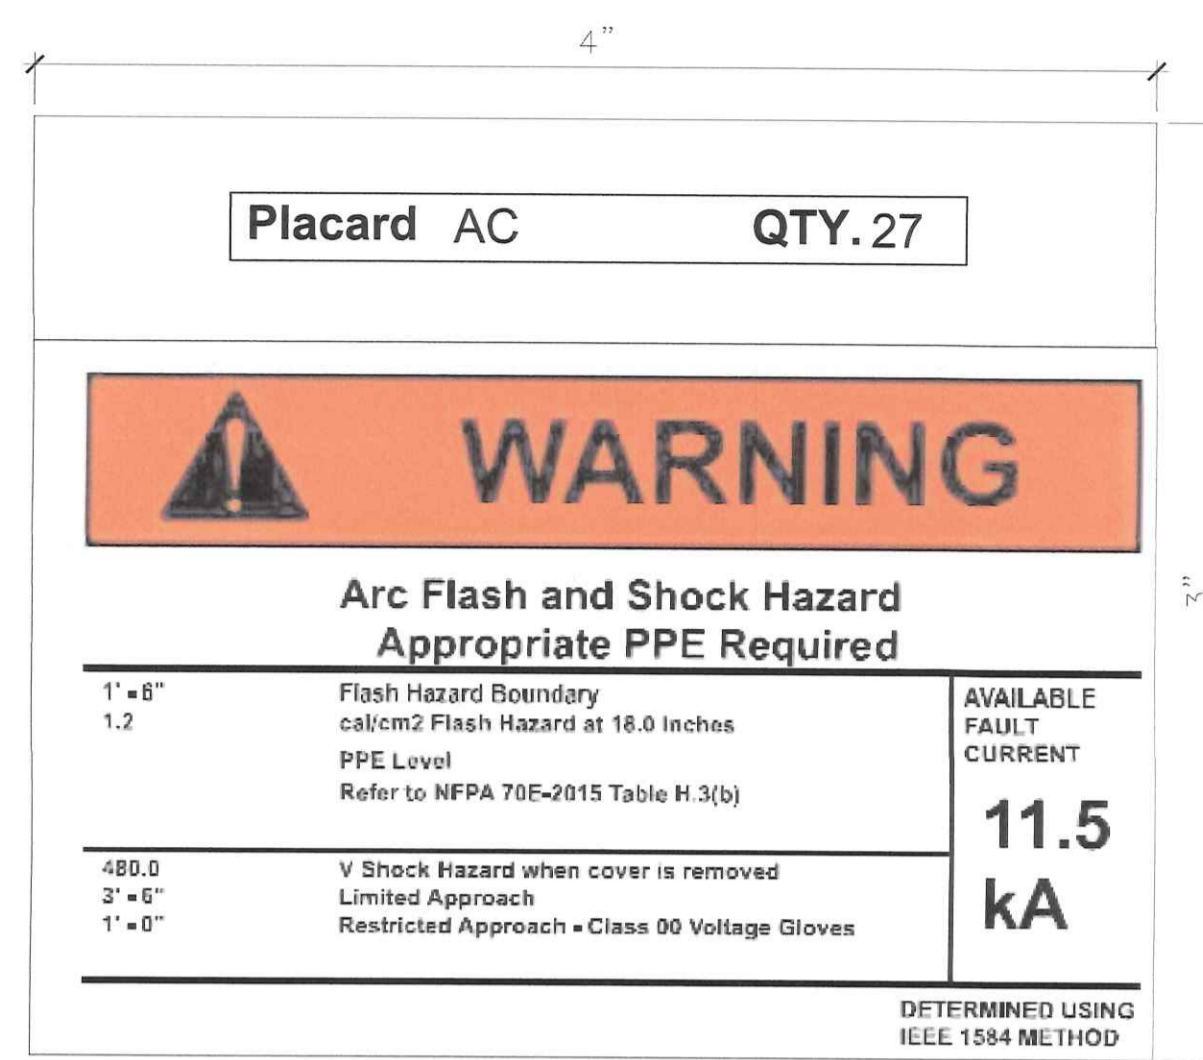 4"
Placard AC QTY. 27
WARNING
Arc Flash and Shock Hazard
Appropriate PPE Required
1' - 6" Flash Hazard Boundary
1.2 cal/cm2 Flash Hazard at 18.0 Inches
PPE Level
Refer to NFPA 70E-2015 Table H.3(b)
480.0 V Shock Hazard when cover is removed
3' - 6" Limited Approach
1' - 0" Restricted Approach - Class 00 Voltage Gloves
AVAILABLE
FAULT
CURRENT
11.5
kA
DETERMINED USING
IEEE 1584 METHOD
3"